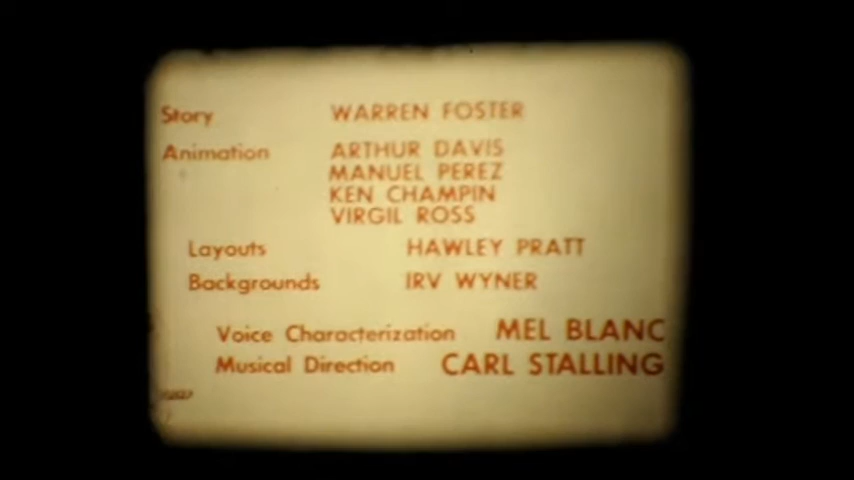 Story WARREN FOSTER
Animation ARTHUR DAVIS
MANUEL PEREZ
KEN CHAMPIN
VIRGIL ROSS
Layouts HAWLEY PRATT
Backgrounds IRV WYNER
Voice Characterization MEL BLANC
Musical Direction CARL STALLING